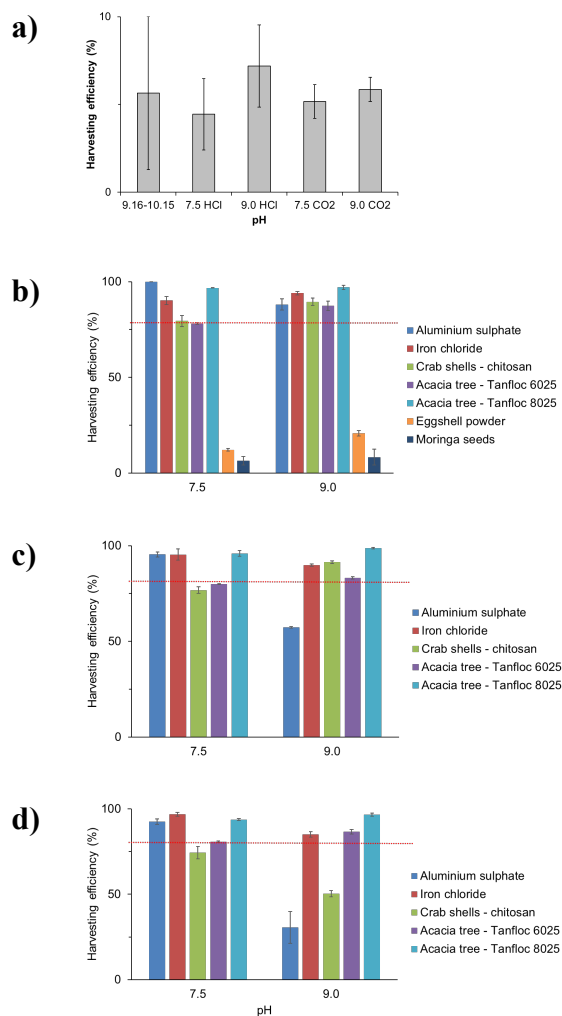 a)
Harvesting efficiency (%)
10
5
0
9.16-10.15 7.5 HCl 9.0 HCl 7.5 CO2 9.0 CO2
pH
b)
Harvesting effciency (%)
100
75
50
25
0
7.5 9.0
Aluminium sulphate
Iron chloride
Crab shells - chitosan
Acacia tree - Tanfloc 6025
Acacia tree - Tanfloc 8025
Eggshell powder
Moringa seeds
c)
Harvesting efficiency (%)
100
50
0
7.5 9.0
Aluminium sulphate
Iron chloride
Crab shells - chitosan
Acacia tree - Tanfloc 6025
Acacia tree - Tanfloc 8025
d)
Harvesting efficiency (%)
100
50
0
7.5 9.0
pH
Aluminium sulphate
Iron chloride
Crab shells - chitosan
Acacia tree - Tanfloc 6025
Acacia tree - Tanfloc 8025